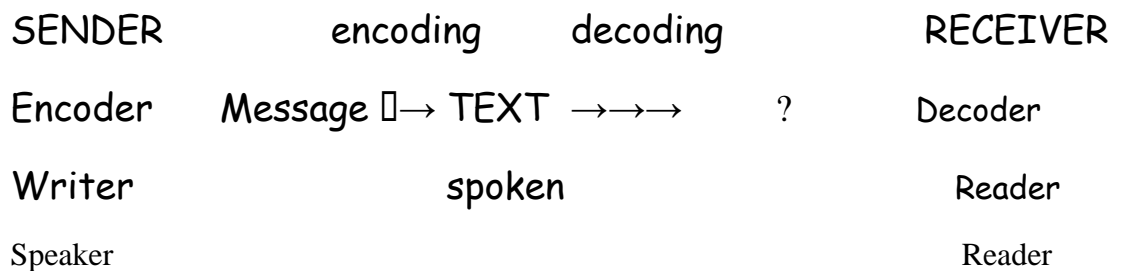 SENDER encoding decoding RECEIVER
Encoder Message ▯→ TEXT →→→ ? Decoder
Writer spoken Reader
Speaker Reader